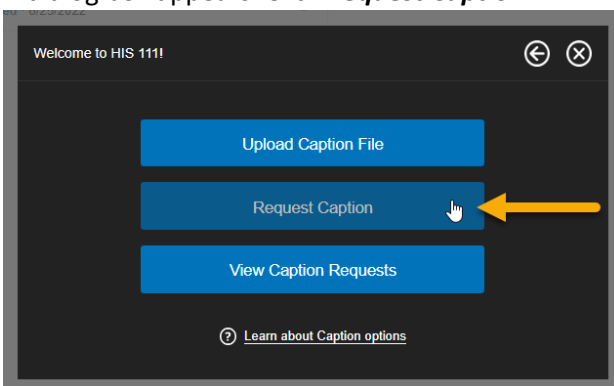 Welcome to HIS 111!
Upload Caption File
Request Caption
View Caption Requests
? Learn about Caption options